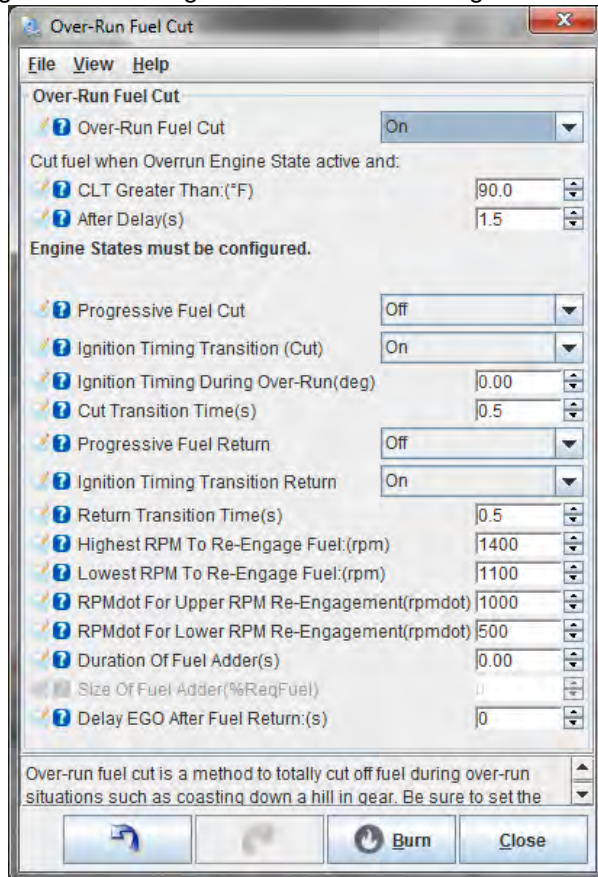 Over-Run Fuel Cut
File View Help
Over-Run Fuel Cut
Over-Run Fuel Cut On
Cut fuel when Overrun Engine State active and:
CLT Greater Than:(°F) 90.0
After Delay(s) 1.5
Engine States must be configured.
Progressive Fuel Cut Off
Ignition Timing Transition (Cut) On
Ignition Timing During Over-Run(deg) 0.00
Cut Transition Time(s) 0.5
Progressive Fuel Return Off
Ignition Timing Transition Return On
Return Transition Time(s) 0.5
Highest RPM To Re-Engage Fuel:(rpm) 1400
Lowest RPM To Re-Engage Fuel:(rpm) 1100
RPMdot For Upper RPM Re-Engagement(rpmdot) 1000
RPMdot For Lower RPM Re-Engagement(rpmdot) 500
Duration Of Fuel Adder(s) 0.00
Size Of Fuel Adder(%ReqFuel)
Delay EGO After Fuel Return:(s) 0
Over-run fuel cut is a method to totally cut off fuel during over-run
situations such as coasting down a hill in gear. Be sure to set the
Burn Close